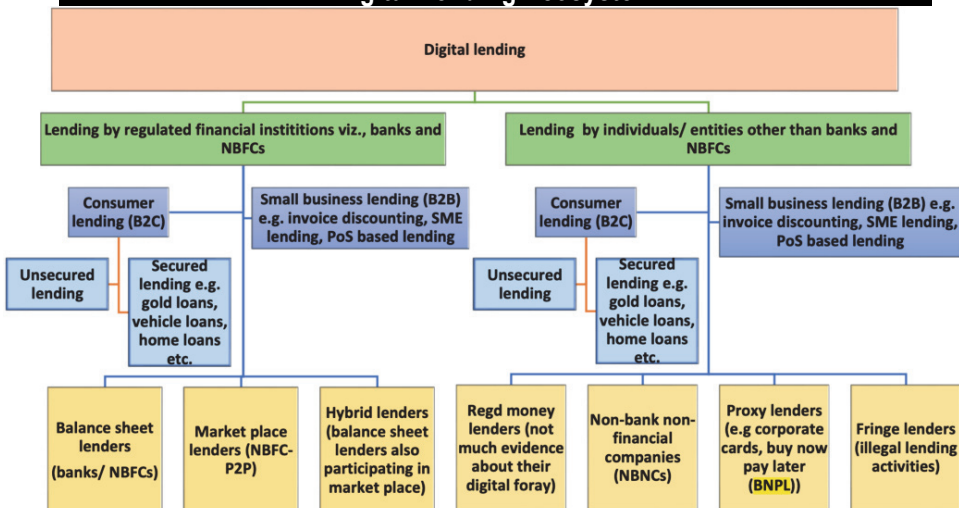 Digital lending
Lending by regulated financial instititions viz., banks and
NBFCs
Lending by individuals/ entities other than banks and
NBFCs
Consumer
lending (B2C)
Small business lending (B2B)
e.g. invoice discounting, SME
lending, PoS based lending
Consumer
lending (B2C)
Small business lending (B2B) e.g.
invoice discounting, SME lending,
PoS based lending
Unsecured
lending
Secured
lending e.g.
gold loans,
vehicle loans,
home loans
etc.
Unsecured
lending
Secured
lending e.g.
gold loans,
vehicle loans,
home loans
etc.
Balance sheet
lenders
(banks/ NBFCs)
Market place
lenders (NBFC-
P2P)
Hybrid lenders
(balance sheet
lenders also
participating in
market place)
Regd money
lenders (not
much evidence
about their
digital foray)
Non-bank non-
financial
companies
(NBNCs)
Proxy lenders
(e.g corporate
cards, buy now
pay later
(BNPL))
Fringe lenders
(illegal lending
activities)